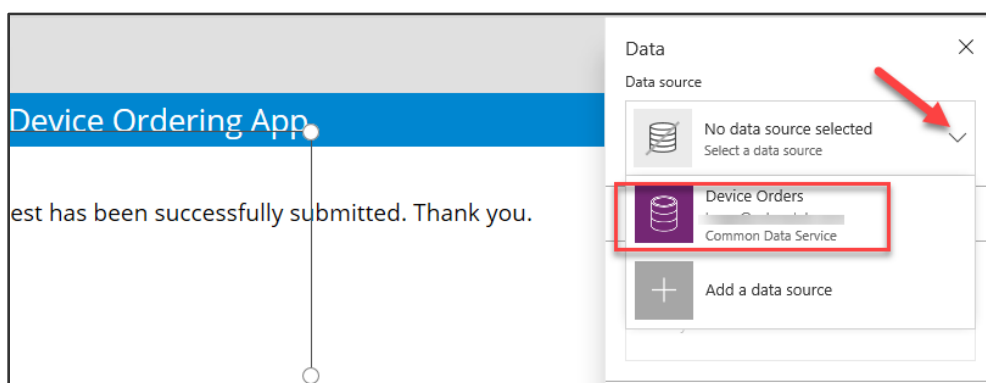 Data
Data source
Device Ordering App
No data source selected
Select a data source
Device Orders
est has been successfully submitted. Thank you.
Common Data Service
Add a data source